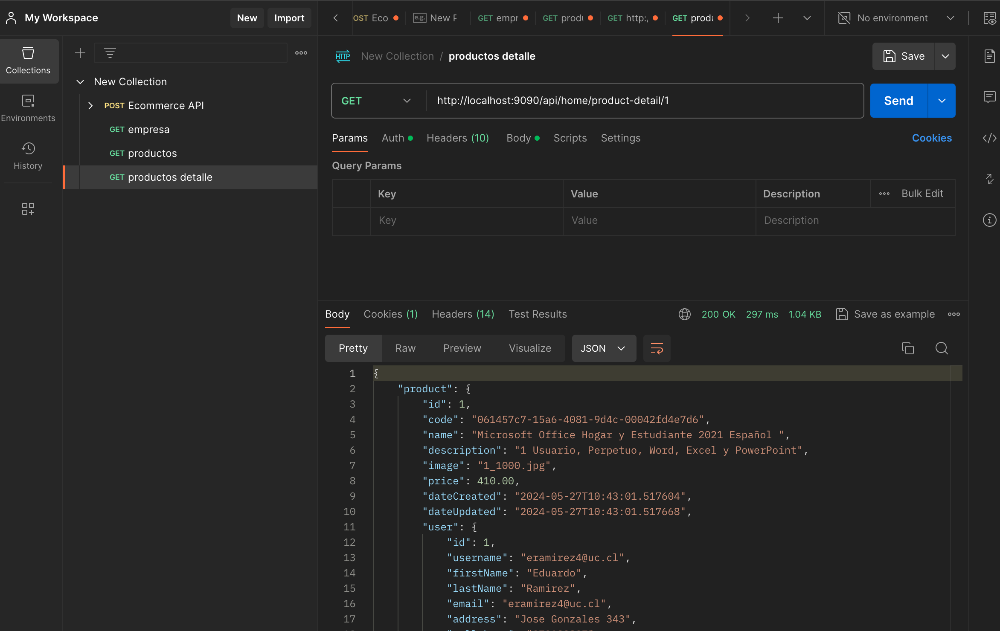 My Workspace
New
Import
OST Eco
e.g. New F
GET empr
GET produ
GET http:/
GET produ
No environment
Collections
Environments
History
New Collection
POST Ecommerce API
GET empresa
GET productos
GET productos detalle
HTTP New Collection / productos detalle
Save
GET http://localhost:9090/api/home/product-detail/1
Send
Params Auth Headers (10) Body Scripts Settings Cookies
Query Params
Key Value Description Bulk Edit
Key Value Description
Body Cookies (1) Headers (14) Test Results 200 OK 297 ms 1.04 KB Save as example
Pretty Raw Preview Visualize JSON
1 {
2 "product": {
3 "id": 1,
4 "code": "061457c7-15a6-4081-9d4c-00042fd4e7d6",
5 "name": "Microsoft Office Hogar y Estudiante 2021 Español ",
6 "description": "1 Usuario, Perpetuo, Word, Excel y PowerPoint",
7 "image": "1_1000.jpg",
8 "price": 410.00,
9 "dateCreated": "2024-05-27T10:43:01.517604",
10 "dateUpdated": "2024-05-27T10:43:01.517668",
11 "user": {
12 "id": 1,
13 "username": "eramirez4@uc.cl",
14 "firstName": "Eduardo",
15 "lastName": "Ramirez",
16 "email": "eramirez4@uc.cl",
17 "address": "Jose Gonzales 343",